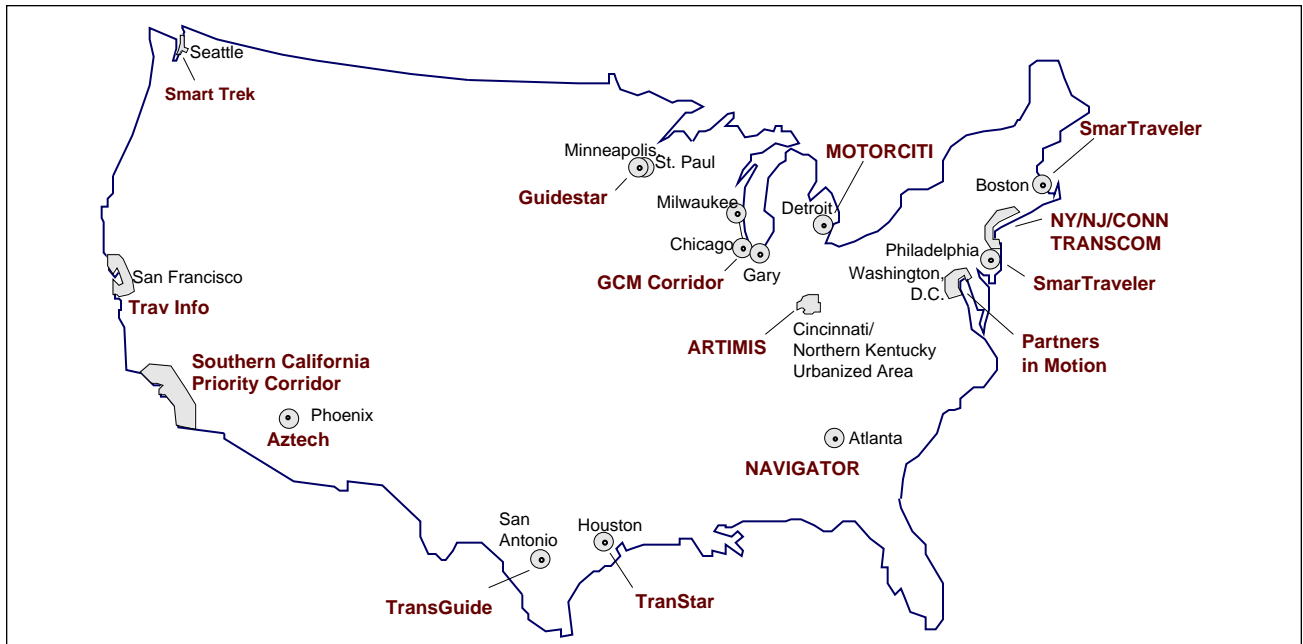 Seattle
Smart Trek
Minneapolis,
St. Paul
Guidestar
MOTORCITI
SmarTraveler
Boston
Milwaukee
Detroit
NY/NJ/CONN
TRANSCOM
Chicago
Gary
GCM Corridor
Philadelphia
SmarTraveler
Washington,
D.C.
San Francisco
Trav Info
ARTIMIS
Cincinnati/
Northern Kentucky
Urbanized Area
Partners
in Motion
Southern California
Priority Corridor
Phoenix
Aztech
Atlanta
NAVIGATOR
San
Antonio
Houston
TransGuide
TranStar